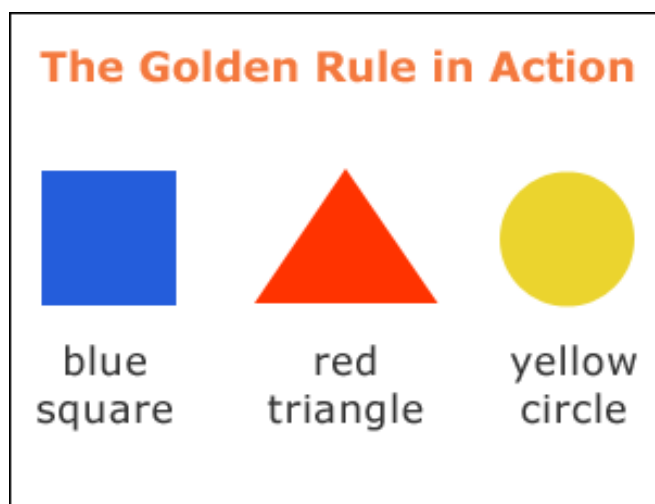 The Golden Rule in Action
blue square
red triangle
yellow circle